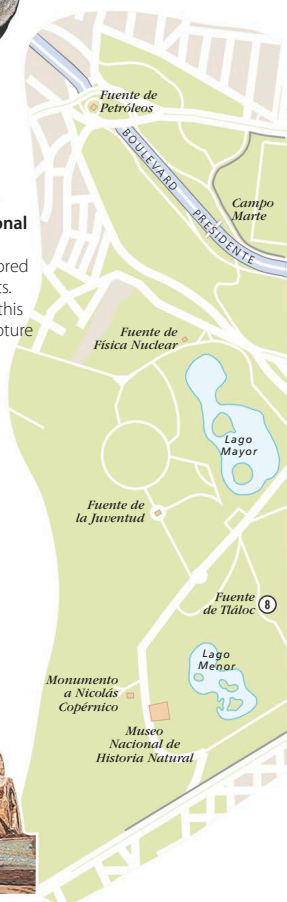 Fuente de
Petróleos
BOULEVARD PRESIDENTE
Campo
Marte
onal
ored
ts.
this
pture
Fuente de
Física Nuclear
Lago
Mayor
Fuente de
la Juventud
Fuente
de Tláloc
8
Lago
Menor
Monumento
a Nicolás
Copérnico
Museo
Nacional de
Historia Natural